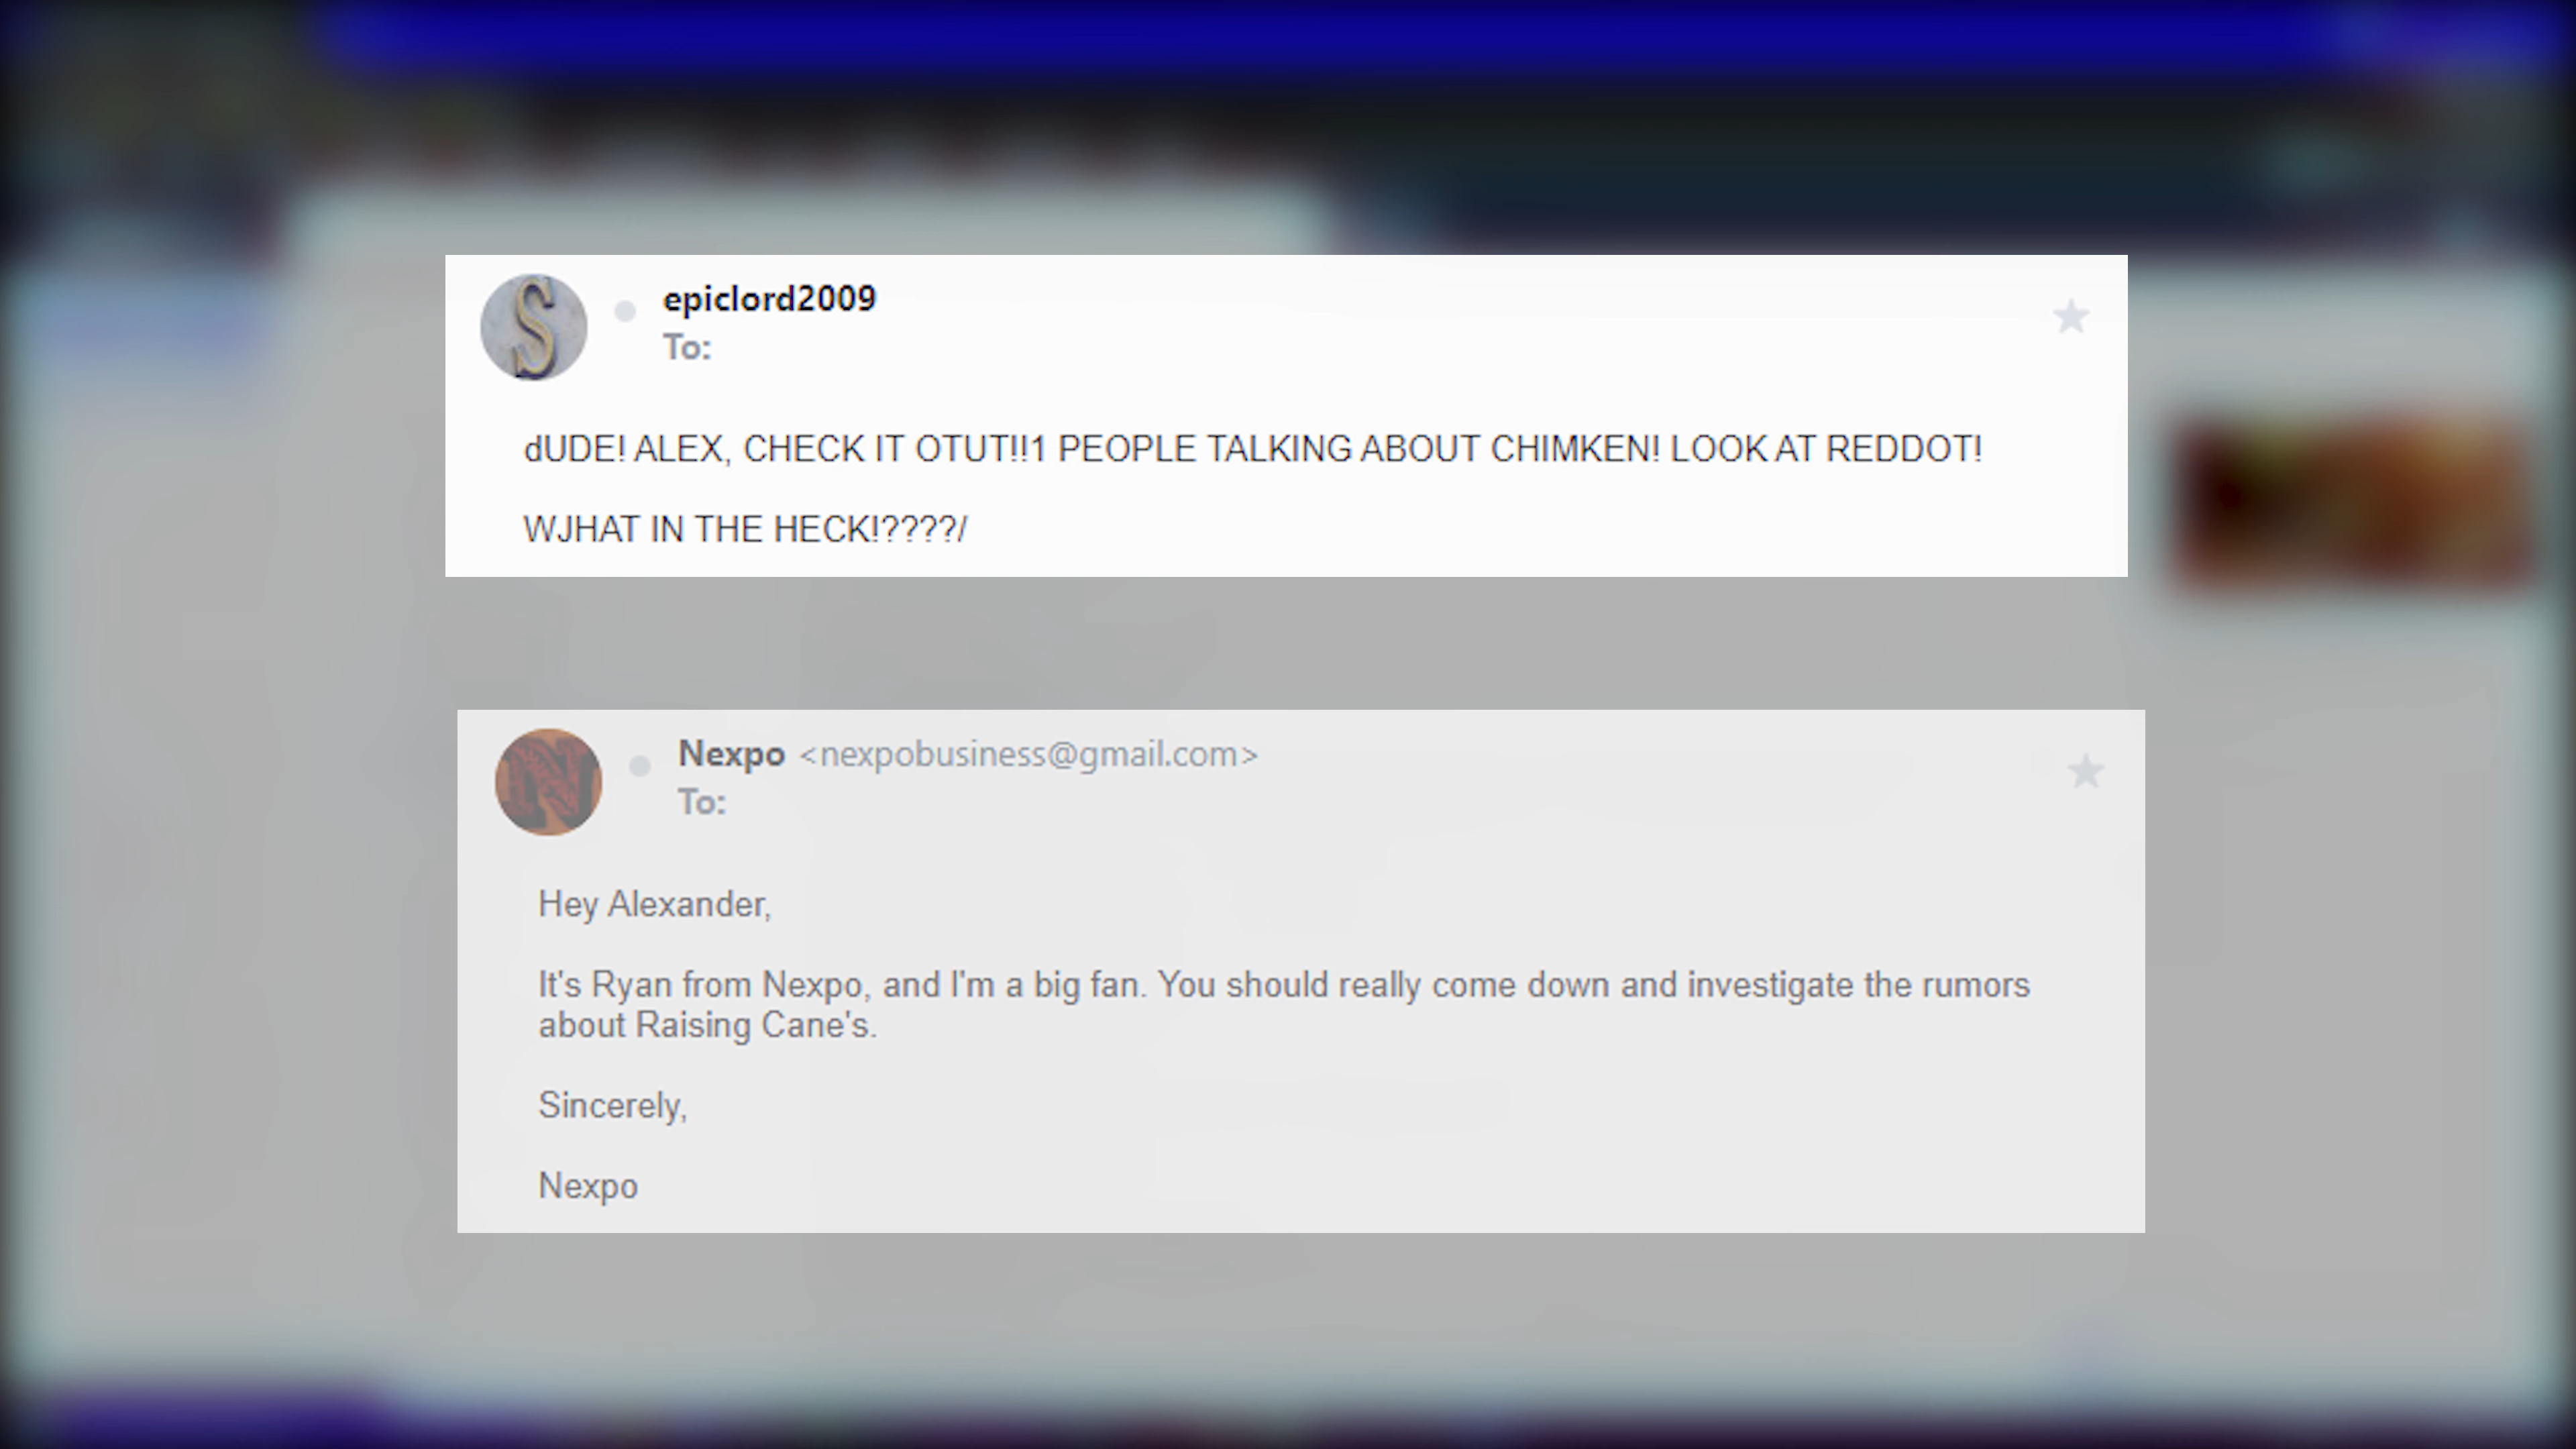 S
epiclord2009
To:
dUDE! ALEX, CHECK IT OTUT!!1 PEOPLE TALKING ABOUT CHIMKEN! LOOK AT REDDOT!
WJHAT IN THE HECK!????/
N
Nexpo <nexpobusiness@gmail.com>
To:
Hey Alexander,
It's Ryan from Nexpo, and I'm a big fan. You should really come down and investigate the rumors
about Raising Cane's.
Sincerely,
Nexpo